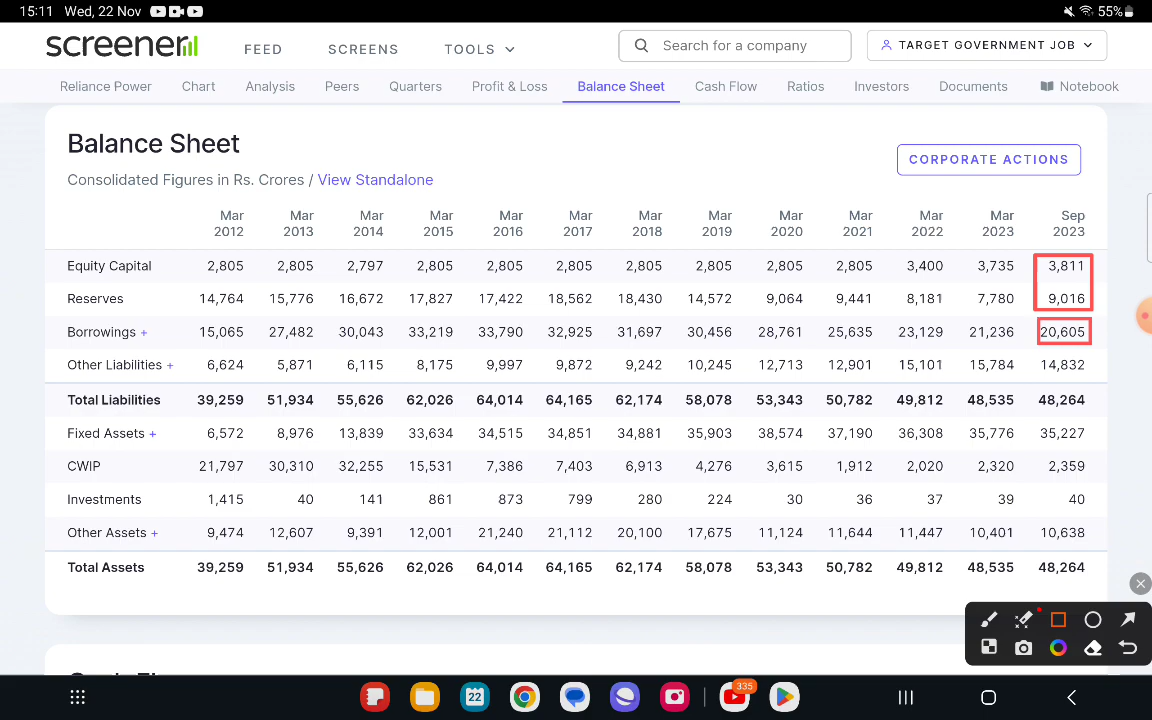 15:11 Wed, 22 Nov 55%
screener FEED SCREENS TOOLS Search for a company TARGET GOVERNMENT JOB
Reliance Power Chart Analysis Peers Quarters Profit & Loss Balance Sheet Cash Flow Ratios Investors Documents Notebook
Balance Sheet
CORPORATE ACTIONS
Consolidated Figures in Rs. Crores / View Standalone
Mar Mar Mar Mar Mar Mar Mar Mar Mar Mar Mar Mar Sep
2012 2013 2014 2015 2016 2017 2018 2019 2020 2021 2022 2023 2023
Equity Capital 2,805 2,805 2,797 2,805 2,805 2,805 2,805 2,805 2,805 2,805 3,400 3,735 3,811
Reserves 14,764 15,776 16,672 17,827 17,422 18,562 18,430 14,572 9,064 9,441 8,181 7,780 9,016
Borrowings + 15,065 27,482 30,043 33,219 33,790 32,925 31,697 30,456 28,761 25,635 23,129 21,236 20,605
Other Liabilities + 6,624 5,871 6,115 8,175 9,997 9,872 9,242 10,245 12,713 12,901 15,101 15,784 14,832
Total Liabilities 39,259 51,934 55,626 62,026 64,014 64,165 62,174 58,078 53,343 50,782 49,812 48,535 48,264
Fixed Assets + 6,572 8,976 13,839 33,634 34,515 34,851 34,881 35,903 38,574 37,190 36,308 35,776 35,227
CWIP 21,797 30,310 32,255 15,531 7,386 7,403 6,913 4,276 3,615 1,912 2,020 2,320 2,359
Investments 1,415 40 141 861 873 799 280 224 30 36 37 39 40
Other Assets + 9,474 12,607 9,391 12,001 21,240 21,112 20,100 17,675 11,124 11,644 11,447 10,401 10,638
Total Assets 39,259 51,934 55,626 62,026 64,014 64,165 62,174 58,078 53,343 50,782 49,812 48,535 48,264
22
335